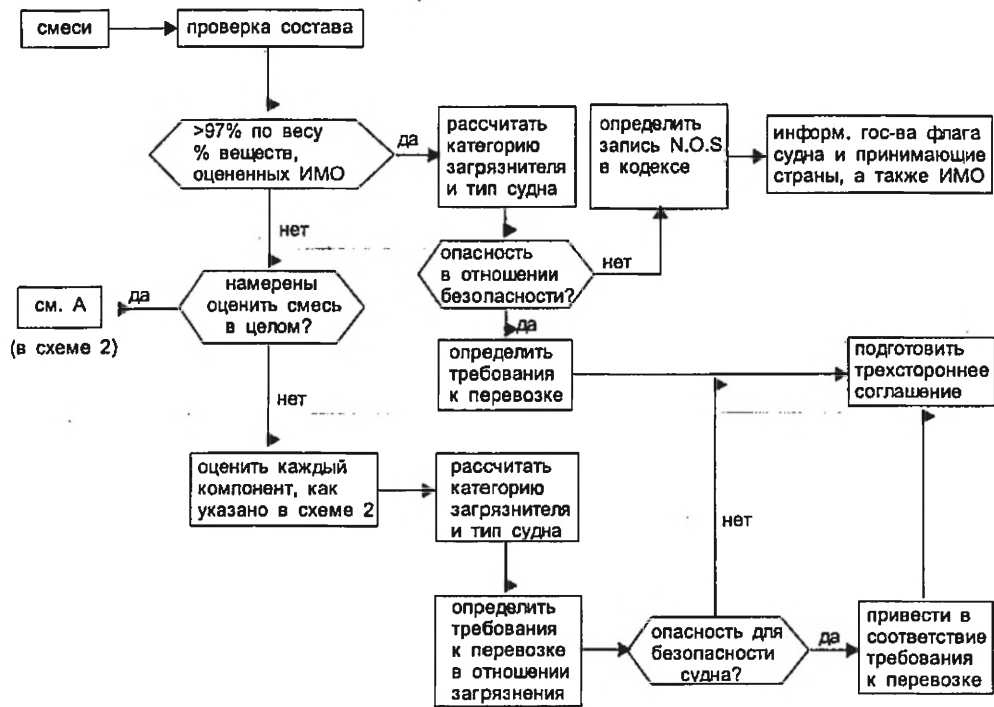 смеси
проверка состава
>97% по весу
% веществ,
оцененных ИМО
да
рассчитать
категорию
загрязнителя
и тип судна
определить
запись N.O.S
в кодексе
информ. гос-ва флага
судна и принимающие
страны, а также ИМО
нет
опасность
в отношении
безопасности?
нет
намерены
оценить смесь
в целом?
да
см. А
(в схеме 2)
да
определить
требования
к перевозке
подготовить
трехстороннее
соглашение
нет
оценить каждый
компонент, как
указано в схеме 2
рассчитать
категорию
загрязнителя
и тип судна
нет
определить
требования
к перевозке
в отношении
загрязнения
опасность для
безопасности
судна?
да
привести в
соответствие
требования
к перевозке